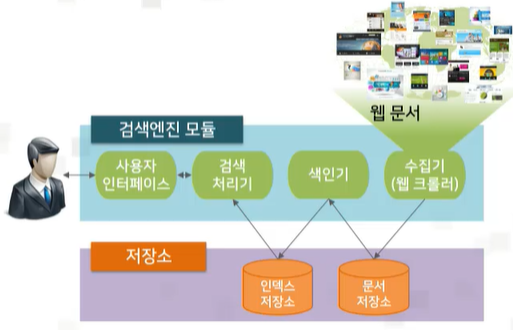 웹 문서
검색엔진 모듈
사용자
인터페이스
검색
처리기
색인기
수집기
(웹 크롤러)
저장소
인덱스
저장소
문서
저장소